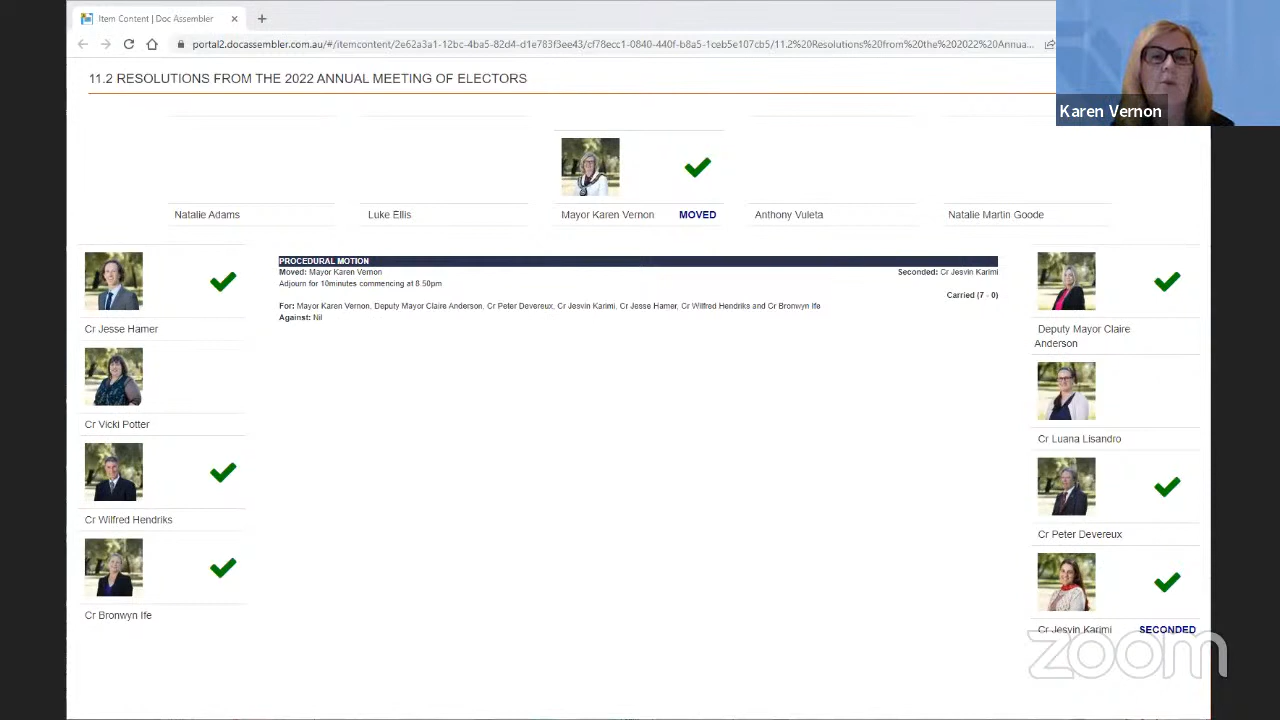 Item Content | Doc Assembler
portal2.docassembler.com.au/#/itemcontent/2e62a3a1-12bc-4ba5-82d4-d1e783f3ee43/cf78ecc1-0840-440f-b8a5-1ceb5e107cb5/11.2%20Resolutions%20from%20the%202022%20Annua...
Karen Vernon
11.2 RESOLUTIONS FROM THE 2022 ANNUAL MEETING OF ELECTORS
Natalie Adams
Luke Ellis
Mayor Karen Vernon MOVED
Anthony Vuleta
Natalie Martin Goode
PROCEDURAL MOTION
Moved: Mayor Karen Vernon Seconded: Cr Jesvin Karimi
Adjourn for 10minutes commencing at 8.50pm
Carried (7 - 0)
For: Mayor Karen Vernon, Deputy Mayor Claire Anderson, Cr Peter Devereux, Cr Jesvin Karimi, Cr Jesse Hamer, Cr Wilfred Hendriks and Cr Bronwyn Ife
Against: Nil
Cr Jesse Hamer
Cr Vicki Potter
Cr Wilfred Hendriks
Cr Bronwyn Ife
Deputy Mayor Claire
Anderson
Cr Luana Lisandro
Cr Peter Devereux
Cr Jesvin Karimi SECONDED
zoom